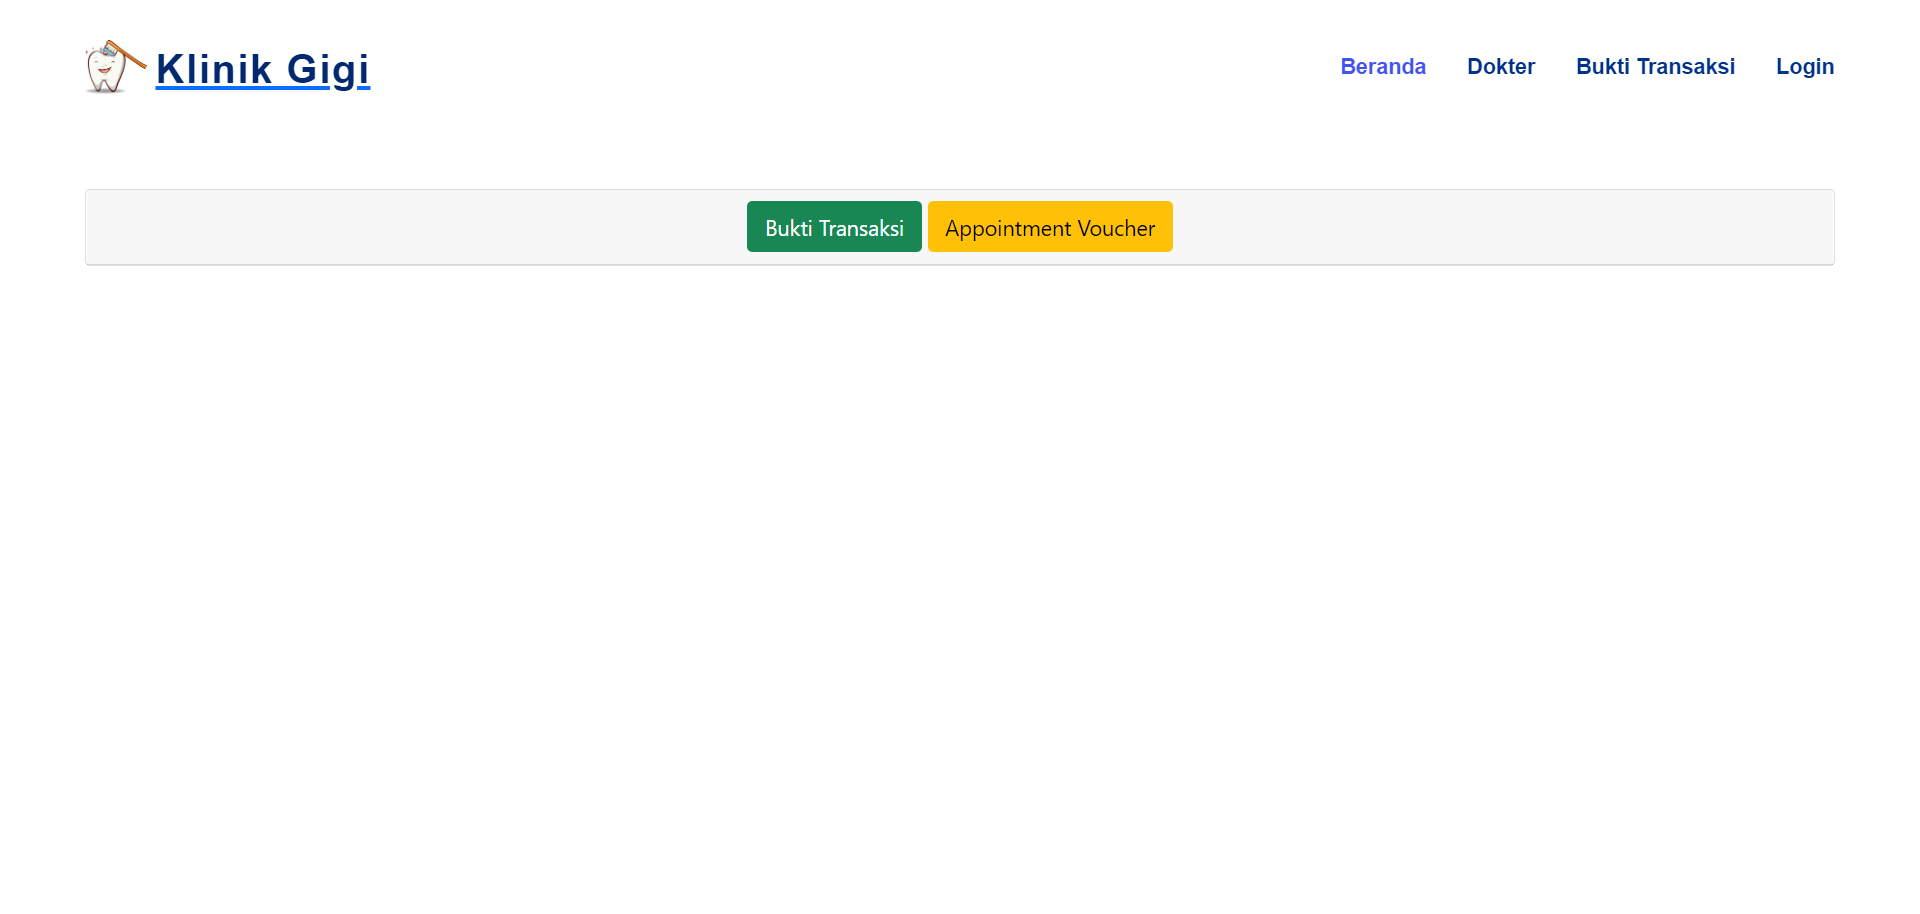 Klinik Gigi
Beranda Dokter Bukti Transaksi Login
Bukti Transaksi Appointment Voucher